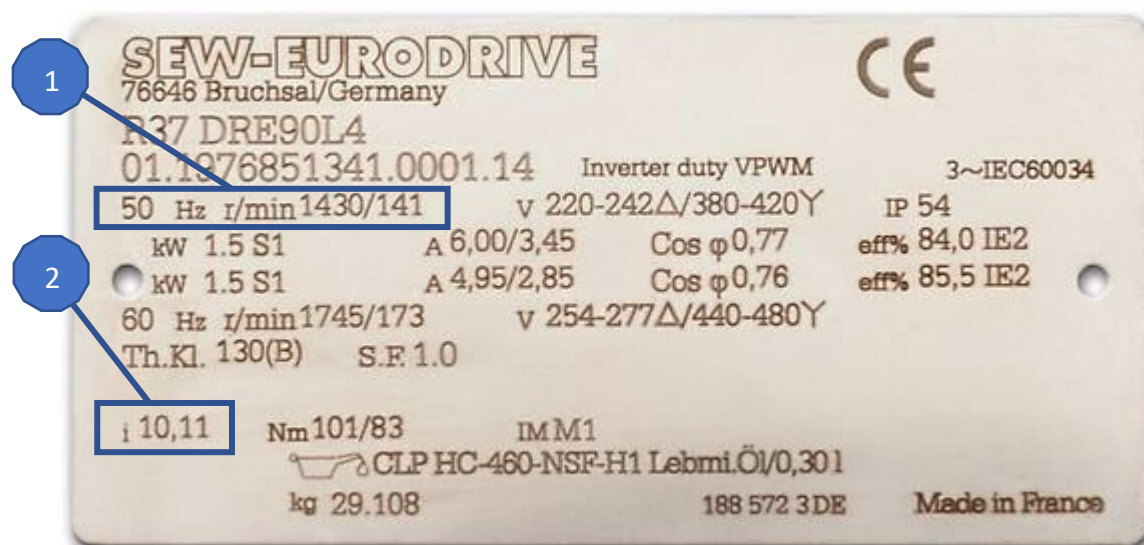 1
SEW-EURODRIVE
CE
76646 Bruchsal/Germany
R37 DRE90L4
01.1976851341.0001.14 Inverter duty VPWM 3~IEC60034
50 Hz r/min 1430/141 V 220-242Δ/380-420Y IP 54
kW 1.5 S1 A 6,00/3,45 Cos φ 0,77 eff% 84,0 IE2
2
kW 1.5 S1 A 4,95/2,85 Cos φ 0,76 eff% 85,5 IE2
60 Hz r/min 1745/173 V 254-277Δ/440-480Y
Th.Kl. 130(B) S.F. 1.0
i 10,11 Nm 101/83 IM M1
CLP HC-460-NSF-H1 Lebmi.Öl/0,30 l
kg 29.108 188 572 3 DE Made in France